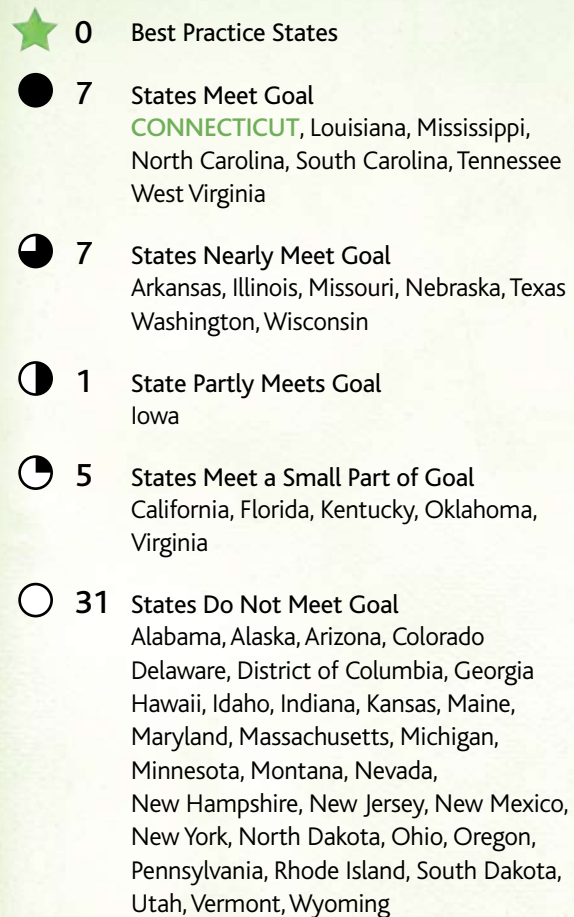 0 Best Practice States
7 States Meet Goal
CONNECTICUT, Louisiana, Mississippi,
North Carolina, South Carolina, Tennessee
West Virginia
7 States Nearly Meet Goal
Arkansas, Illinois, Missouri, Nebraska, Texas
Washington, Wisconsin
1 State Partly Meets Goal
Iowa
5 States Meet a Small Part of Goal
California, Florida, Kentucky, Oklahoma,
Virginia
31 States Do Not Meet Goal
Alabama, Alaska, Arizona, Colorado
Delaware, District of Columbia, Georgia
Hawaii, Idaho, Indiana, Kansas, Maine,
Maryland, Massachusetts, Michigan,
Minnesota, Montana, Nevada,
New Hampshire, New Jersey, New Mexico,
New York, North Dakota, Ohio, Oregon,
Pennsylvania, Rhode Island, South Dakota,
Utah, Vermont, Wyoming